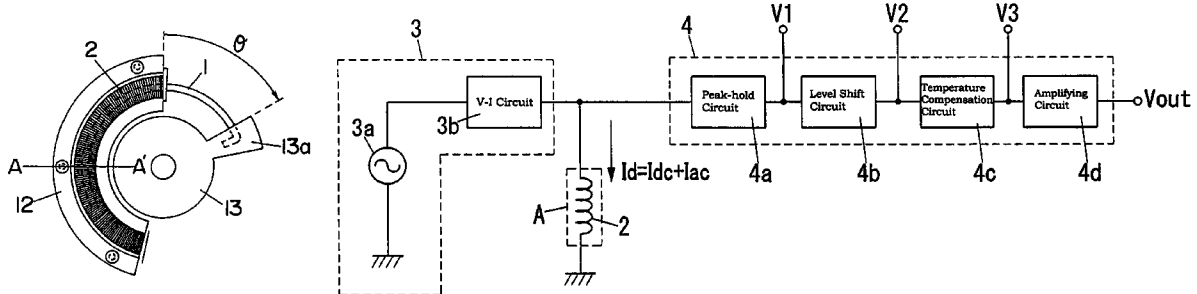 2
θ
1
A
A'
12
13
13a
3
V-I Circuit
3b
3a
Id=Idc+Iac
A
2
4
V1
V2
V3
Peak-hold
Circuit
4a
Level Shift
Circuit
4b
Temperature
Compensation
Circuit
4c
Amplifying
Circuit
4d
Vout